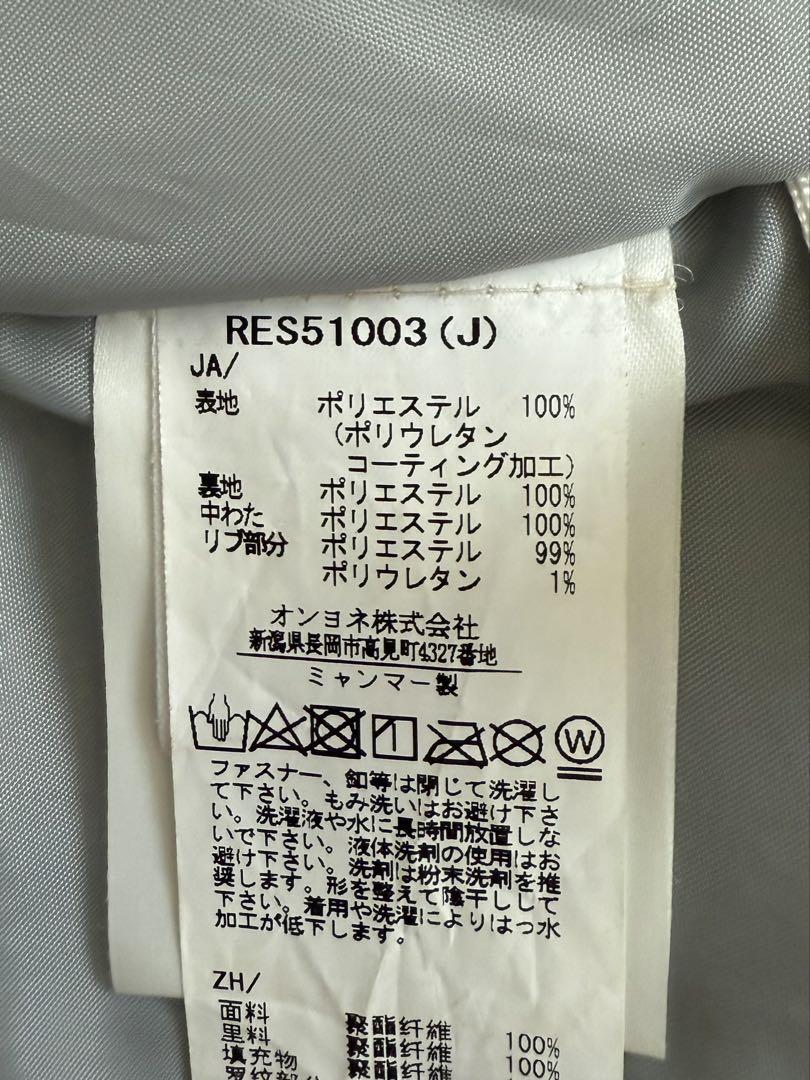 RES51003(J)
JA/
表地 ポリエステル 100%
(ポリウレタン
コーティング加工)
裏地 ポリエステル 100%
中わた ポリエステル 100%
リブ部分 ポリエステル 99%
ポリウレタン 1%
オンヨネ株式会社
新潟県長岡市高見町4327番地
ミャンマー製
W
ファスナー、釦等は閉じて洗濯し
て下さい。もみ洗いはお避け下さ
い。洗濯液や水に長時間放置しな
いで下さい。液体洗剤の使用はお
避け下さい。洗剤は粉末洗剤を推
奨します。形を整えて陰干しして
下さい。着用や洗濯によりはっ水
加工が低下します。
ZH/
面料 聚酯纤維 100%
里料 聚酯纤維 100%
填充物 聚酯纤維
罗纹部分